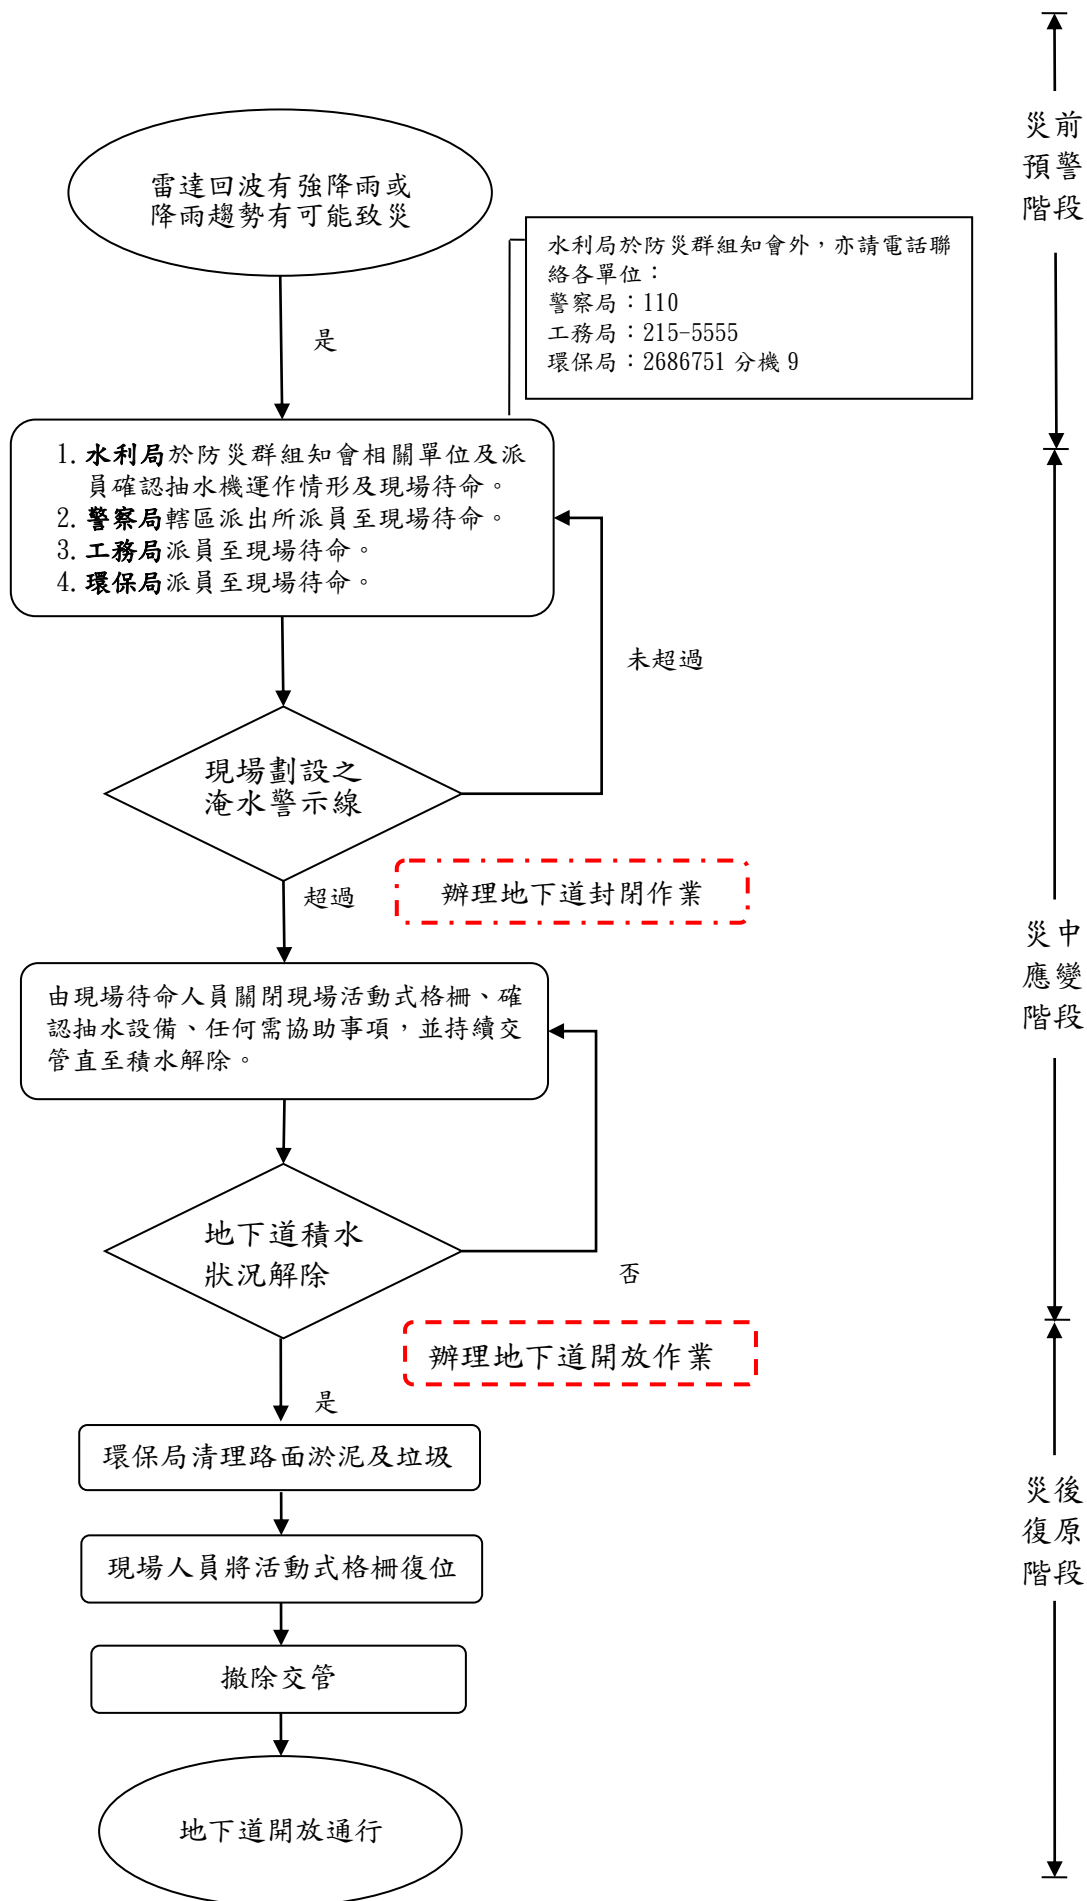 雷達回波有強降雨或
降雨趨勢有可能致災
是
水利局於防災群組知會外，亦請電話聯
絡各單位：
警察局：110
工務局：215-5555
環保局：2686751 分機 9
1. 水利局於防災群組知會相關單位及派
員確認抽水機運作情形及現場待命。
2. 警察局轄區派出所派員至現場待命。
3. 工務局派員至現場待命。
4. 環保局派員至現場待命。
未超過
現場劃設之
淹水警示線
超過
辦理地下道封閉作業
由現場待命人員關閉現場活動式格柵、確
認抽水設備、任何需協助事項，並持續交
管直至積水解除。
地下道積水
狀況解除
否
辦理地下道開放作業
是
環保局清理路面淤泥及垃圾
現場人員將活動式格柵復位
撤除交管
地下道開放通行
災前
預警
階段
災中
應變
階段
災後
復原
階段